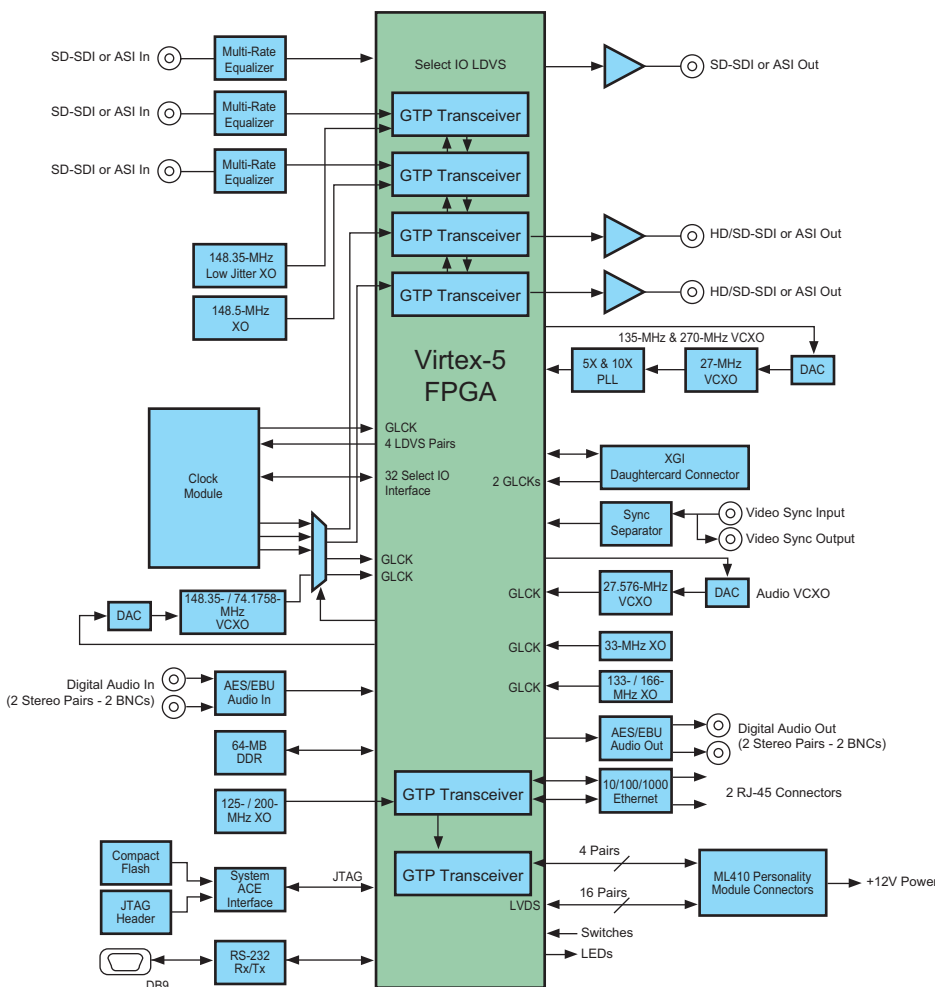 SD-SDI or ASI In
Multi-Rate
Equalizer
Select IO LDVS
SD-SDI or ASI Out
SD-SDI or ASI In
Multi-Rate
Equalizer
GTP Transceiver
SD-SDI or ASI In
Multi-Rate
Equalizer
GTP Transceiver
GTP Transceiver
HD/SD-SDI or ASI Out
148.35-MHz
Low Jitter XO
GTP Transceiver
HD/SD-SDI or ASI Out
148.5-MHz
XO
135-MHz & 270-MHz VCXO
Virtex-5
FPGA
5X & 10X
PLL
27-MHz
VCXO
DAC
Clock
Module
GLCK
4 LDVS Pairs
32 Select IO
Interface
XGI
Daughtercard Connector
2 GLCKs
Sync
Separator
Video Sync Input
Video Sync Output
GLCK
GLCK
DAC
148.35- / 74.1758-
MHz
VCXO
GLCK
27.576-MHz
VCXO
DAC
Audio VCXO
GLCK
33-MHz XO
GLCK
133- / 166-
MHz XO
Digital Audio In
(2 Stereo Pairs - 2 BNCs)
AES/EBU
Audio In
AES/EBU
Audio Out
Digital Audio Out
(2 Stereo Pairs - 2 BNCs)
64-MB
DDR
10/100/1000
Ethernet
2 RJ-45 Connectors
125- / 200-
MHz XO
GTP Transceiver
Compact
Flash
JTAG
Header
System
ACE
Interface
JTAG
GTP Transceiver
4 Pairs
16 Pairs
LVDS
ML410 Personality
Module Connectors
+12V Power
Switches
LEDs
RS-232
Rx/Tx
DB9